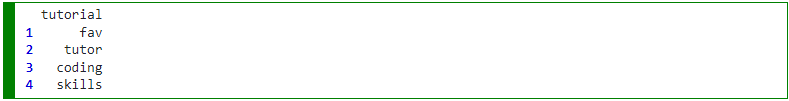 tutorial
1 fav
2 tutor
3 coding
4 skills